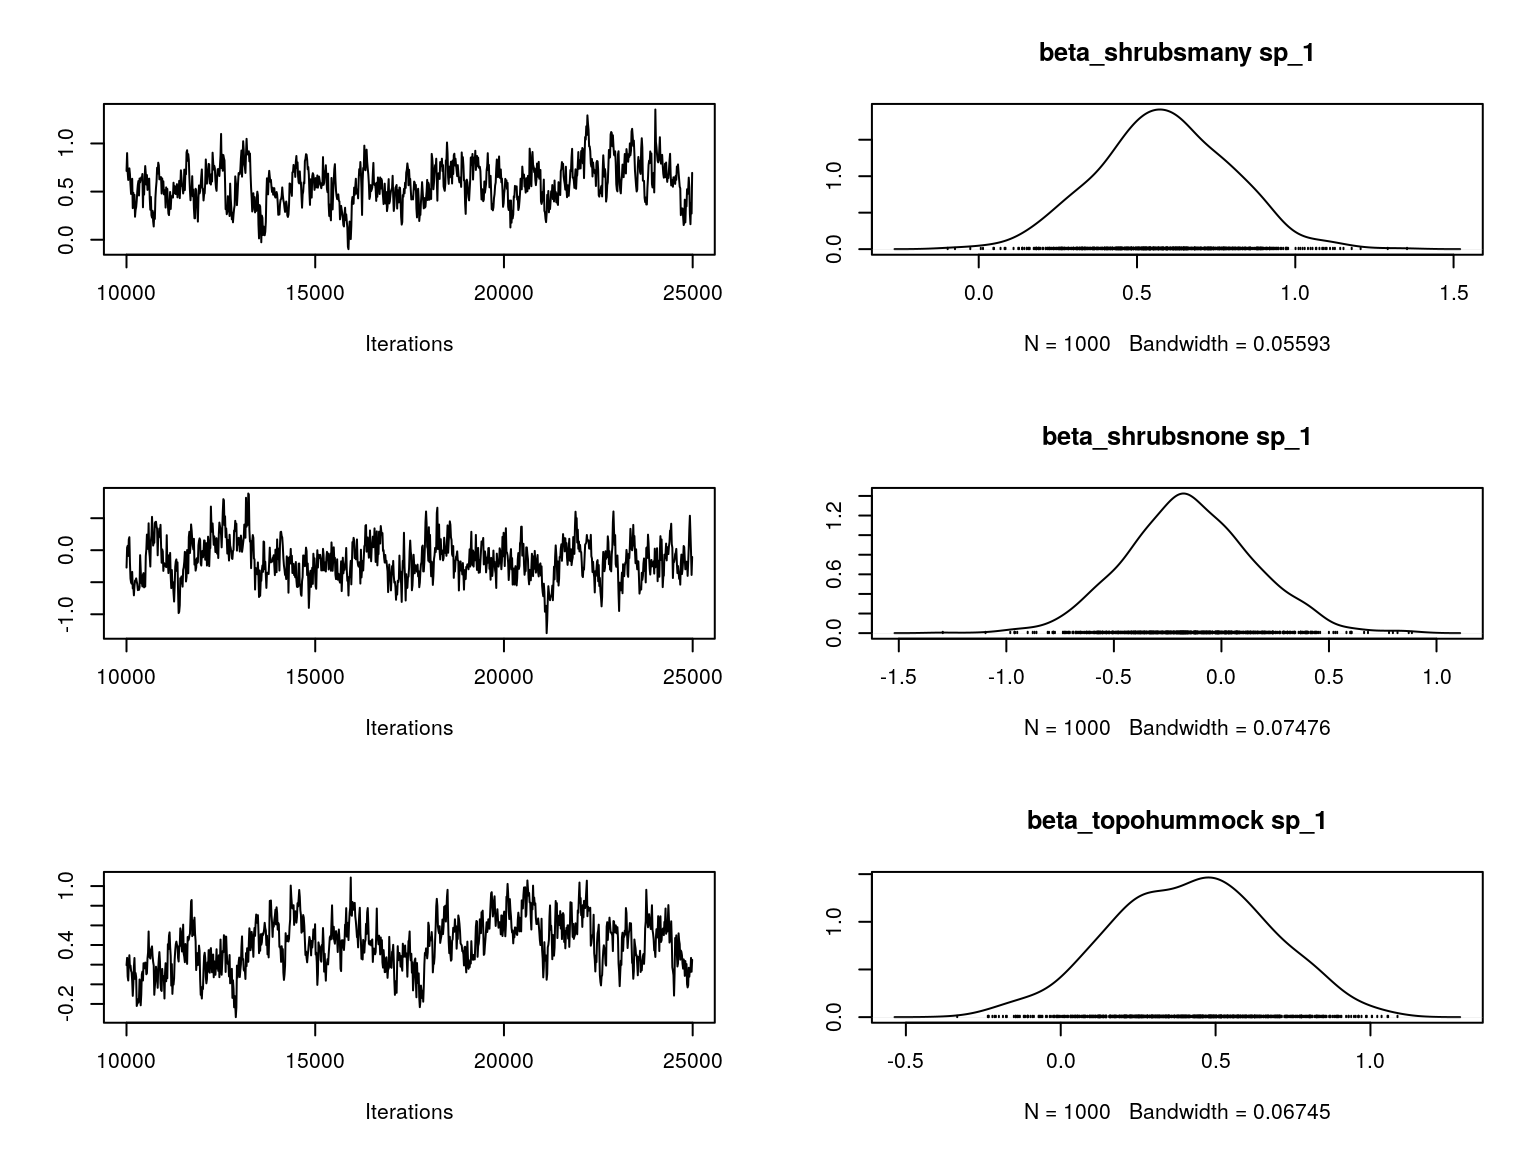 beta_shrubsmany sp_1
0.0 0.5 1.0
10000 15000 20000 25000
Iterations
0.0 1.0
0.0 0.5 1.0 1.5
N = 1000 Bandwidth = 0.05593
beta_shrubsnone sp_1
-1.0 0.0
10000 15000 20000 25000
Iterations
0.0 0.6 1.2
-1.5 -1.0 -0.5 0.0 0.5 1.0
N = 1000 Bandwidth = 0.07476
beta_topohummock sp_1
-0.2 0.4 1.0
10000 15000 20000 25000
Iterations
0.0 1.0
-0.5 0.0 0.5 1.0
N = 1000 Bandwidth = 0.06745